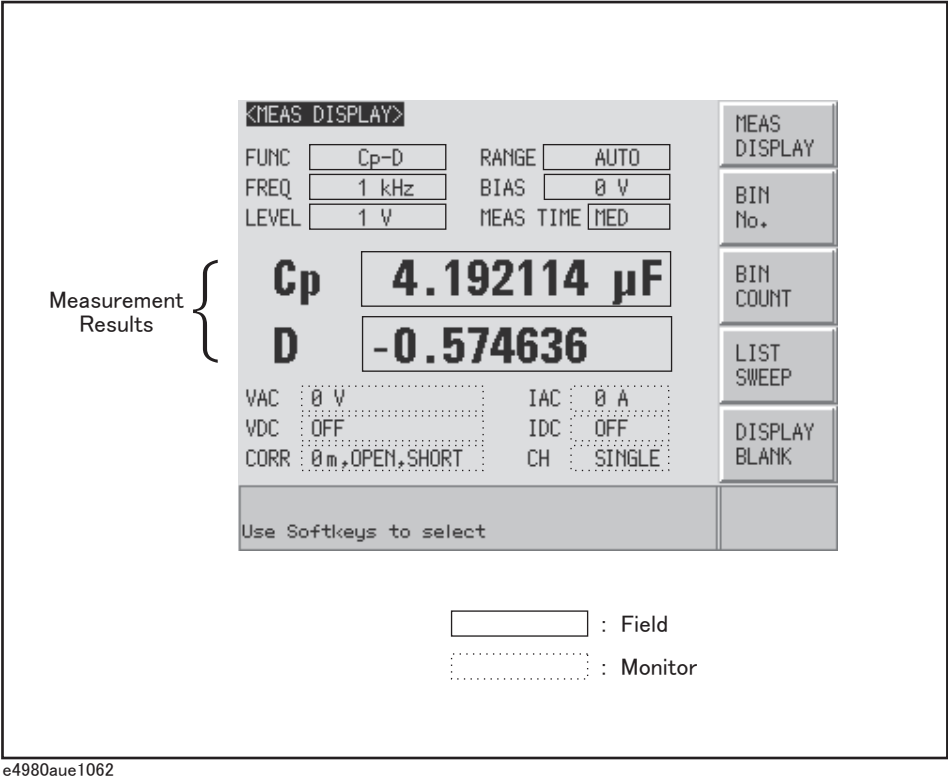 <MEAS DISPLAY>
FUNC Cp-D RANGE AUTO
FREQ 1 kHz BIAS 0 V
LEVEL 1 V MEAS TIME MED
Measurement
Results
Cp 4.192114 µF
D -0.574636
VAC 0 V IAC 0 A
VDC OFF IDC OFF
CORR 0m,OPEN,SHORT CH SINGLE
Use Softkeys to select
MEAS
DISPLAY
BIN
No.
BIN
COUNT
LIST
SWEEP
DISPLAY
BLANK
: Field
: Monitor
e4980aue1062